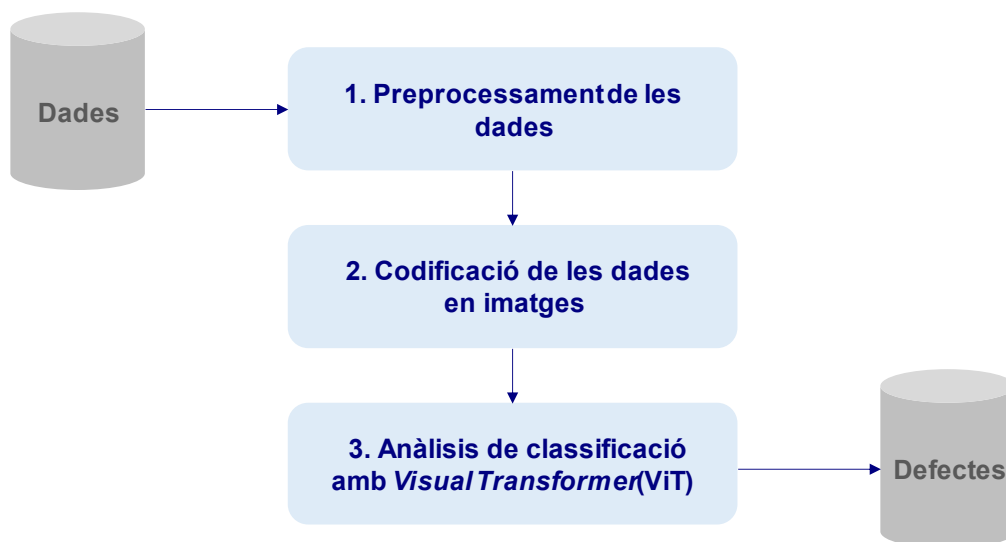 Dades
1. Preprocessament de les
dades
2. Codificació de les dades
en imatges
3. Anàlisis de classificació
amb Visual Transformer(ViT)
Defectes